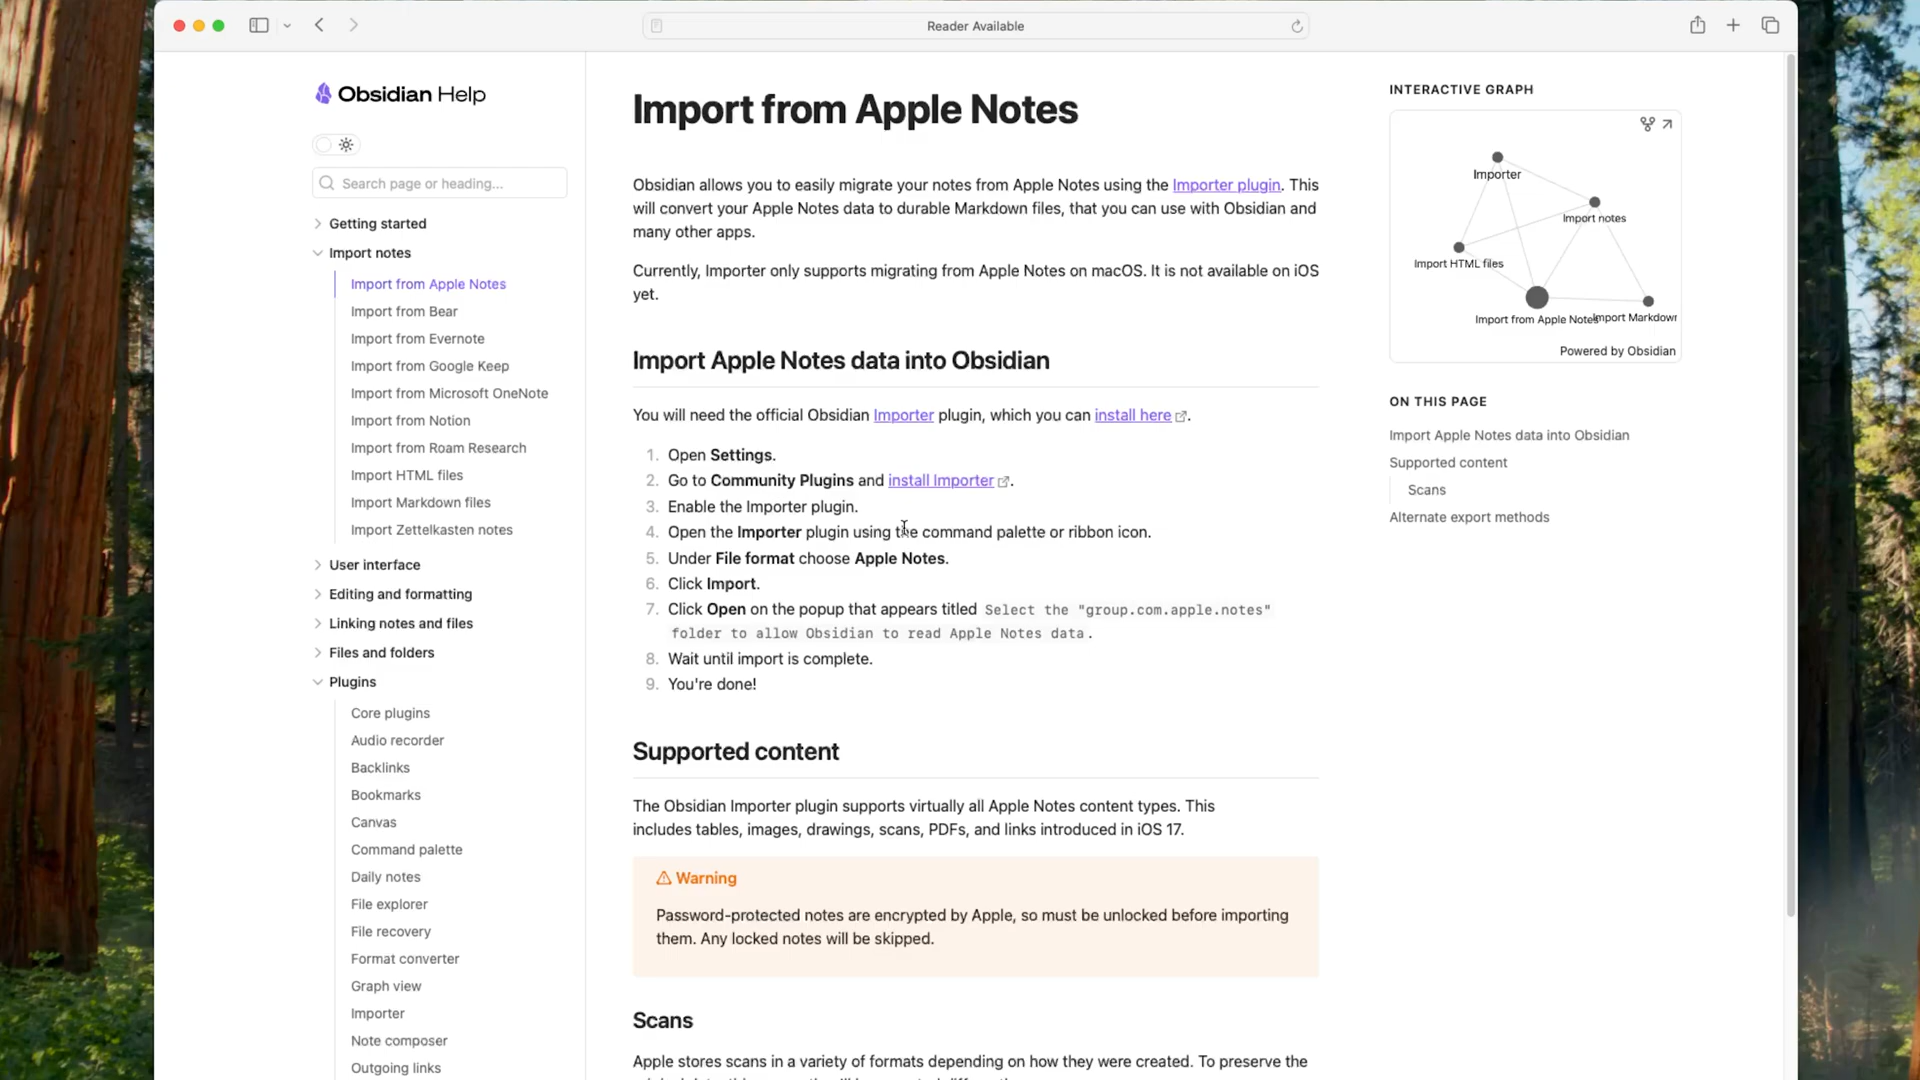 Reader Available
Obsidian Help
Search page or heading...
Getting started
Import notes
Import from Apple Notes
Import from Bear
Import from Evernote
Import from Google Keep
Import from Microsoft OneNote
Import from Notion
Import from Roam Research
Import HTML files
Import Markdown files
Import Zettelkasten notes
User interface
Editing and formatting
Linking notes and files
Files and folders
Plugins
Core plugins
Audio recorder
Backlinks
Bookmarks
Canvas
Command palette
Daily notes
File explorer
File recovery
Format converter
Graph view
Importer
Note composer
Outgoing links
Import from Apple Notes
Obsidian allows you to easily migrate your notes from Apple Notes using the Importer plugin. This
will convert your Apple Notes data to durable Markdown files, that you can use with Obsidian and
many other apps.
Currently, Importer only supports migrating from Apple Notes on macOS. It is not available on iOS
yet.
Import Apple Notes data into Obsidian
You will need the official Obsidian Importer plugin, which you can install here.
1. Open Settings.
2. Go to Community Plugins and install Importer.
3. Enable the Importer plugin.
4. Open the Importer plugin using the command palette or ribbon icon.
5. Under File format choose Apple Notes.
6. Click Import.
7. Click Open on the popup that appears titled Select the "group.com.apple.notes"
folder to allow Obsidian to read Apple Notes data.
8. Wait until import is complete.
9. You're done!
Supported content
The Obsidian Importer plugin supports virtually all Apple Notes content types. This
includes tables, images, drawings, scans, PDFs, and links introduced in iOS 17.
Warning
Password-protected notes are encrypted by Apple, so must be unlocked before importing
them. Any locked notes will be skipped.
Scans
Apple stores scans in a variety of formats depending on how they were created. To preserve the
INTERACTIVE GRAPH
Importer
Import notes
Import HTML files
Import from Apple Notes
Import Markdown
Powered by Obsidian
ON THIS PAGE
Import Apple Notes data into Obsidian
Supported content
Scans
Alternate export methods